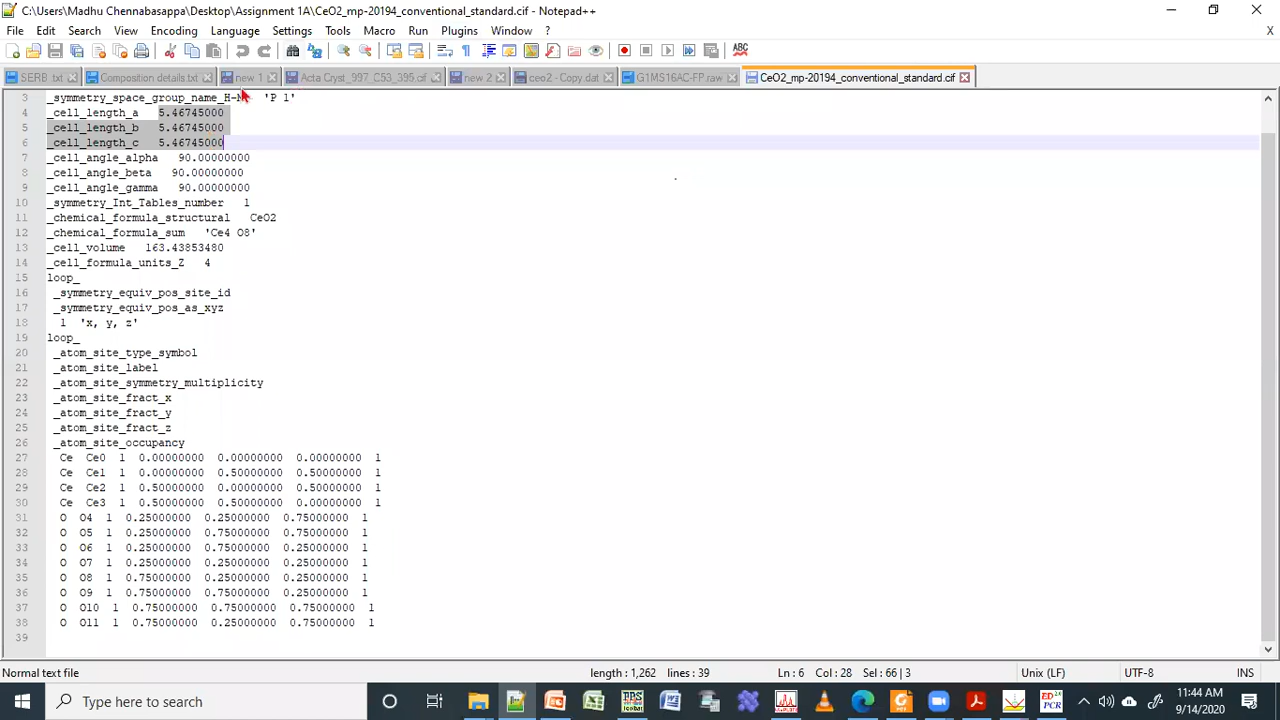 C:\Users\Madhu Chennabasappa\Desktop\Assignment 1A\CeO2_mp-20194_conventional_standard.cif - Notepad++
File Edit Search View Encoding Language Settings Tools Macro Run Plugins Window ? X
SERB txt new 1 Composition details.txt Acta Cryst_997_C53_395.cif new 2 ceo2 - Copy.dat G1MS16AC-FP.raw CeO2_mp-20194_conventional_standard.cif
3 _symmetry_space_group_name_H-M 'P 1'
4 _cell_length_a 5.46745000
5 _cell_length_b 5.46745000
6 _cell_length_c 5.46745000
7 _cell_angle_alpha 90.00000000
8 _cell_angle_beta 90.00000000
9 _cell_angle_gamma 90.00000000
10 _symmetry_Int_Tables_number 1
11 _chemical_formula_structural CeO2
12 _chemical_formula_sum 'Ce4 O8'
13 _cell_volume 163.43853480
14 _cell_formula_units_Z 4
15 loop_
16 _symmetry_equiv_pos_site_id
17 _symmetry_equiv_pos_as_xyz
18 1 'x, y, z'
19 loop_
20 _atom_site_type_symbol
21 _atom_site_label
22 _atom_site_symmetry_multiplicity
23 _atom_site_fract_x
24 _atom_site_fract_y
25 _atom_site_fract_z
26 _atom_site_occupancy
27 Ce Ce0 1 0.00000000 0.00000000 0.00000000 1
28 Ce Ce1 1 0.00000000 0.50000000 0.50000000 1
29 Ce Ce2 1 0.50000000 0.00000000 0.50000000 1
30 Ce Ce3 1 0.50000000 0.50000000 0.00000000 1
31 O O4 1 0.25000000 0.25000000 0.75000000 1
32 O O5 1 0.25000000 0.75000000 0.75000000 1
33 O O6 1 0.25000000 0.75000000 0.25000000 1
34 O O7 1 0.25000000 0.25000000 0.25000000 1
35 O O8 1 0.75000000 0.25000000 0.25000000 1
36 O O9 1 0.75000000 0.75000000 0.25000000 1
37 O O10 1 0.75000000 0.75000000 0.75000000 1
38 O O11 1 0.75000000 0.25000000 0.75000000 1
39
Normal text file length : 1,262 lines : 39 Ln : 6 Col : 28 Sel : 66 | 3 Unix (LF) UTF-8 INS
Type here to search
11:44 AM
9/14/2020